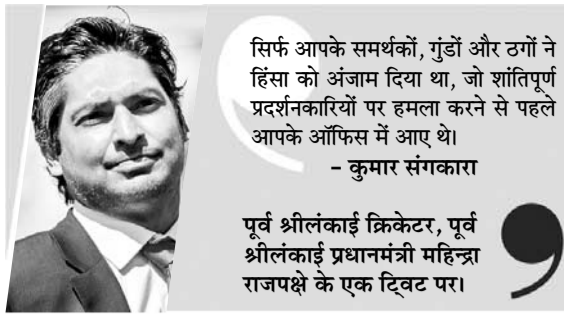 सिर्फ आपके समर्थकों, गुंडों और ठगों ने
हिंसा को अंजाम दिया था, जो शांतिपूर्ण
प्रदर्शनकारियों पर हमला करने से पहले
आपके ऑफिस में आए थे।
– कुमार संगकारा
पूर्व श्रीलंकाई क्रिकेटर, पूर्व
श्रीलंकाई प्रधानमंत्री महिन्द्रा
राजपक्षे के एक ट्विट पर।